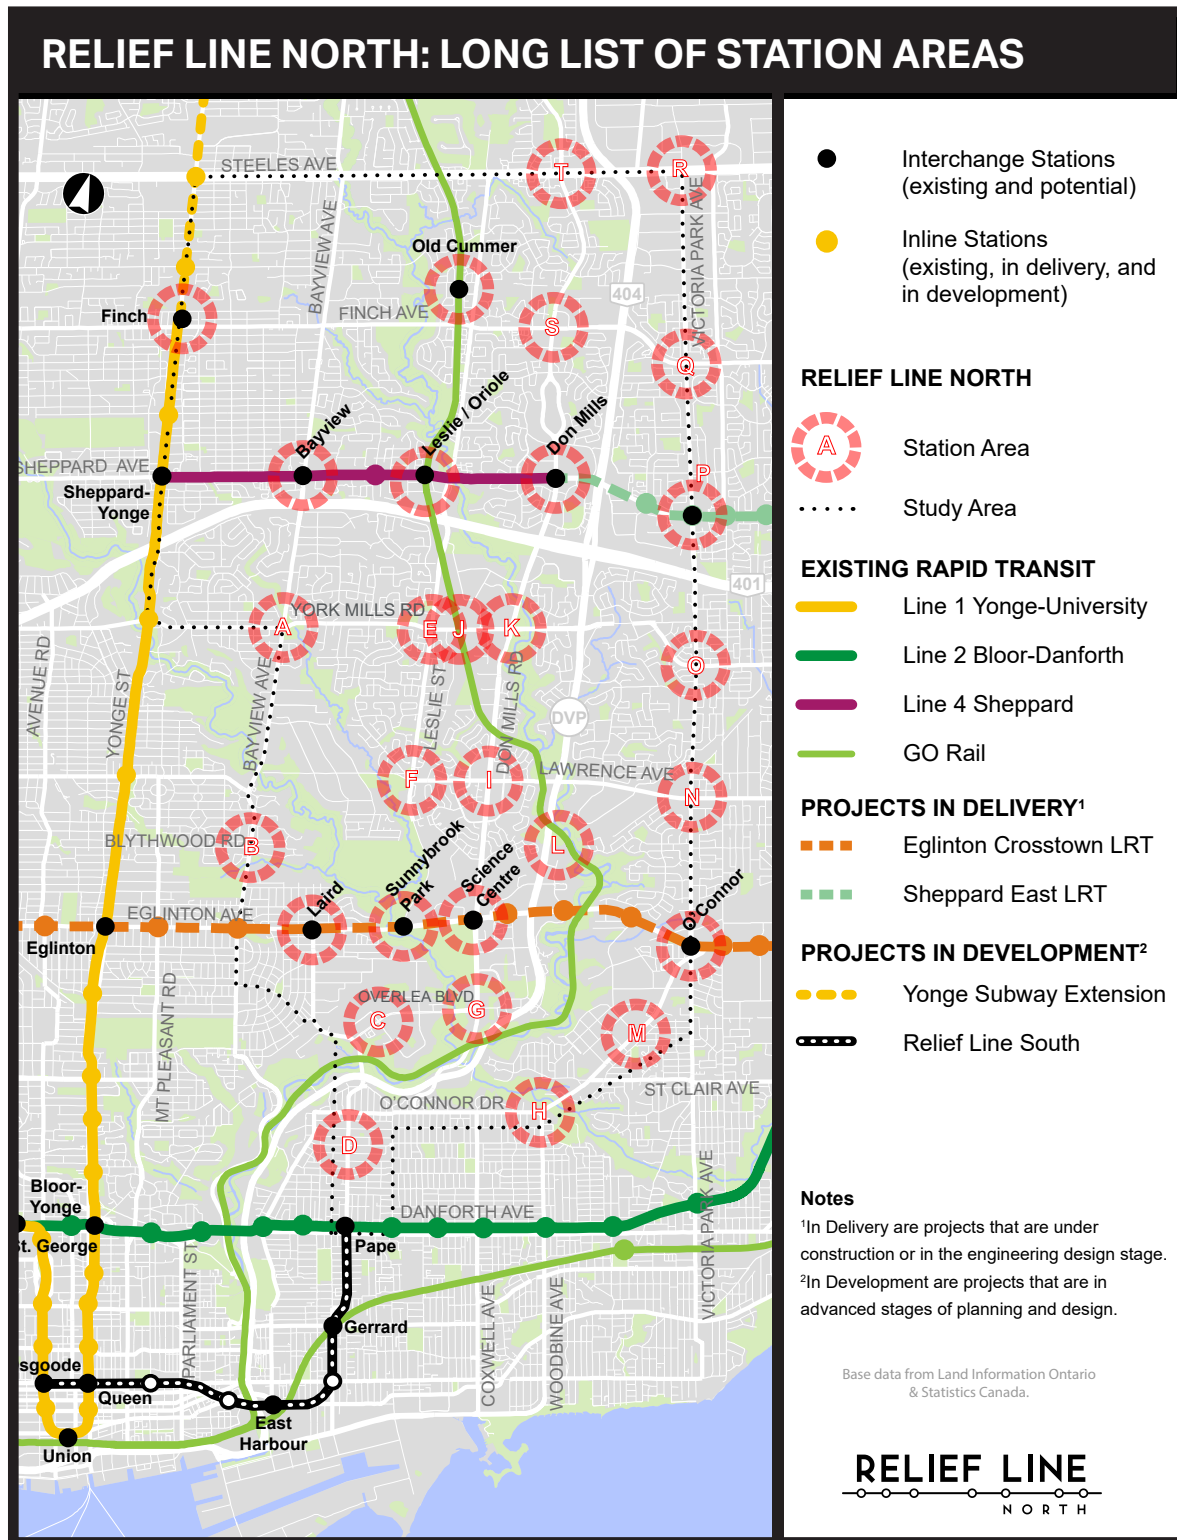 RELIEF LINE NORTH: LONG LIST OF STATION AREAS
STEELES AVE
T
R
BAYVIEW AVE
VICTORIA PARK AVE
Old Cummer
404
Finch
FINCH AVE
S
Q
Bayview
Leslie / Oriole
Don Mills
SHEPPARD AVE
P
Sheppard-
Yonge
401
YORK MILLS RD
A
E
J
K
O
AVENUE RD
YONGE ST
BAYVIEW AVE
LESLIE ST
DON MILLS RD
DVP
LAWRENCE AVE
F
I
N
BLYTHWOOD RD
B
L
Sunnybrook
Park
Science
Centre
Laird
O'Connor
EGLINTON AVE
Eglinton
MT PLEASANT RD
OVERLEA BLVD
C
G
M
ST CLAIR AVE
O'CONNOR DR
H
D
Bloor-
Yonge
DANFORTH AVE
St. George
Pape
PARLIAMENT ST
VICTORIA PARK AVE
Gerrard
COXWELL AVE
WOODBINE AVE
sgoode
Queen
East
Harbour
Union
Interchange Stations
(existing and potential)
Inline Stations
(existing, in delivery, and
in development)
RELIEF LINE NORTH
A
Station Area
Study Area
EXISTING RAPID TRANSIT
Line 1 Yonge-University
Line 2 Bloor-Danforth
Line 4 Sheppard
GO Rail
PROJECTS IN DELIVERY¹
Eglinton Crosstown LRT
Sheppard East LRT
PROJECTS IN DEVELOPMENT²
Yonge Subway Extension
Relief Line South
Notes
¹In Delivery are projects that are under
construction or in the engineering design stage.
²In Development are projects that are in
advanced stages of planning and design.
Base data from Land Information Ontario
& Statistics Canada.
RELIEF LINE
NORTH